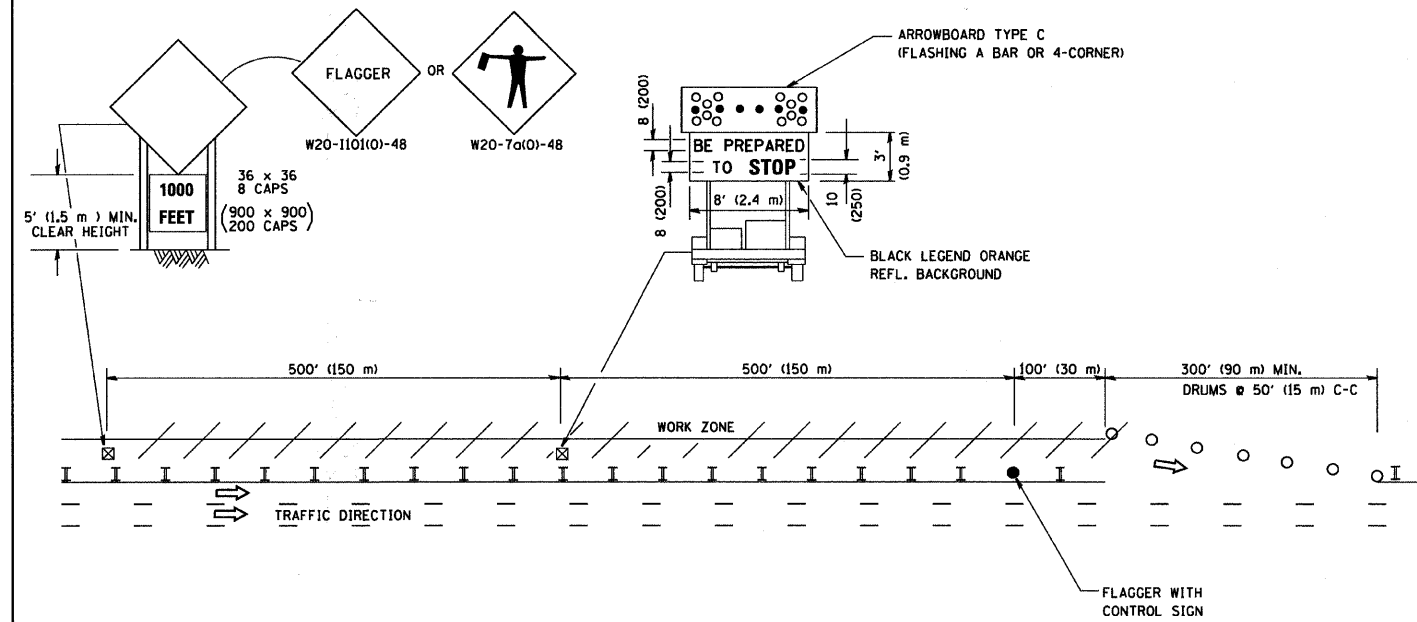 ARROWBOARD TYPE C
(FLASHING A BAR OR 4-CORNER)
FLAGGER
OR
W20-I101(O)-48
W20-7a(O)-48
1000
FEET
36 x 36
8 CAPS
(900 x 900)
200 CAPS
5' (1.5 m ) MIN.
CLEAR HEIGHT
8 (200)
8 (200)
BE PREPARED
TO STOP
8' (2.4 m)
3'
(0.9 m)
10
(250)
BLACK LEGEND ORANGE
REFL. BACKGROUND
500' (150 m)
500' (150 m)
100' (30 m)
300' (90 m) MIN.
DRUMS @ 50' (15 m) C-C
WORK ZONE
TRAFFIC DIRECTION
FLAGGER WITH
CONTROL SIGN